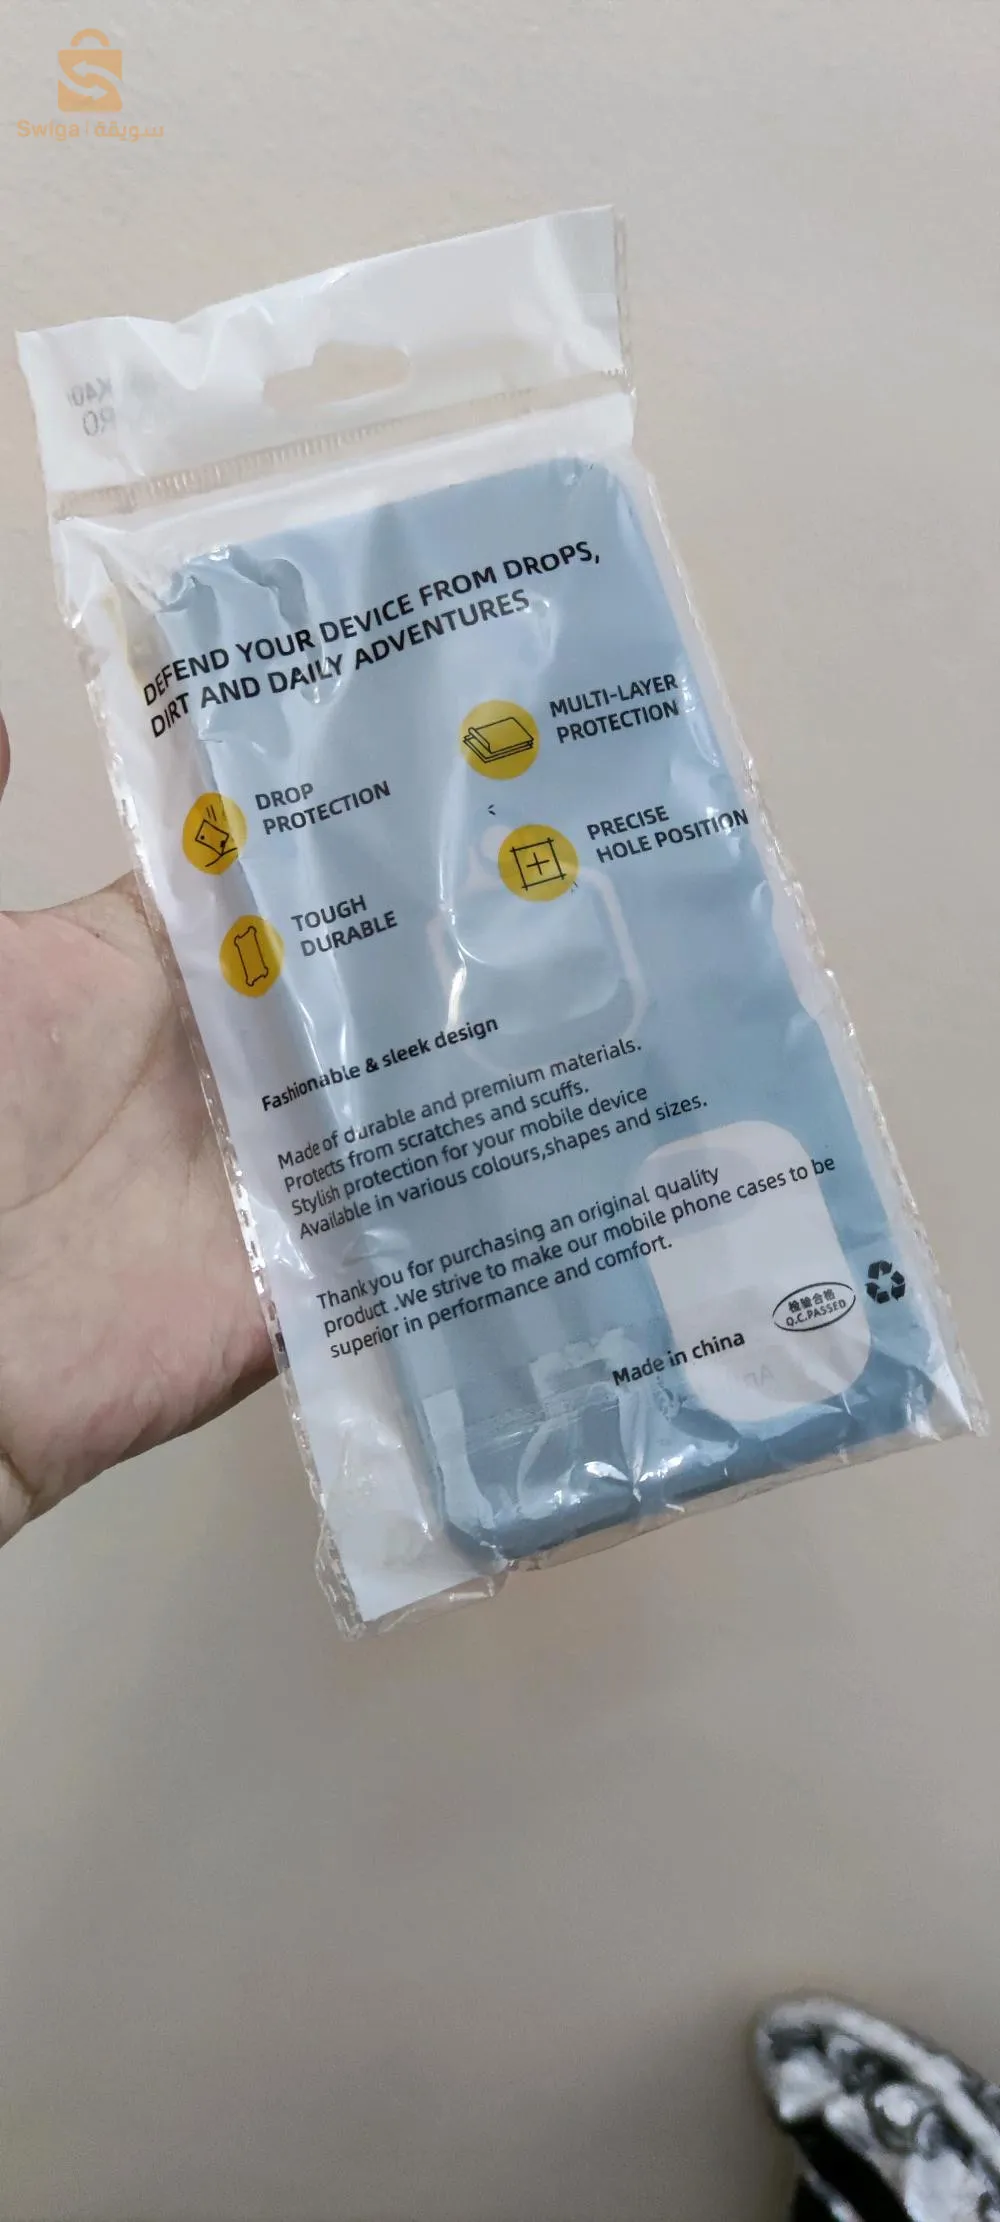 Swiga | سويقة
K40
RO
DEFEND YOUR DEVICE FROM DROPS,
DIRT AND DAILY ADVENTURES
MULTI-LAYER
PROTECTION
DROP
PROTECTION
PRECISE
HOLE POSITION
TOUGH
DURABLE
Fashionable & sleek design
Made of durable and premium materials.
Protects from scratches and scuffs.
Stylish protection for your mobile device
Available in various colours,shapes and sizes.
Thank you for purchasing an original quality
product .We strive to make our mobile phone cases to be
superior in performance and comfort.
检验合格
Q.C.PASSED
Made in china